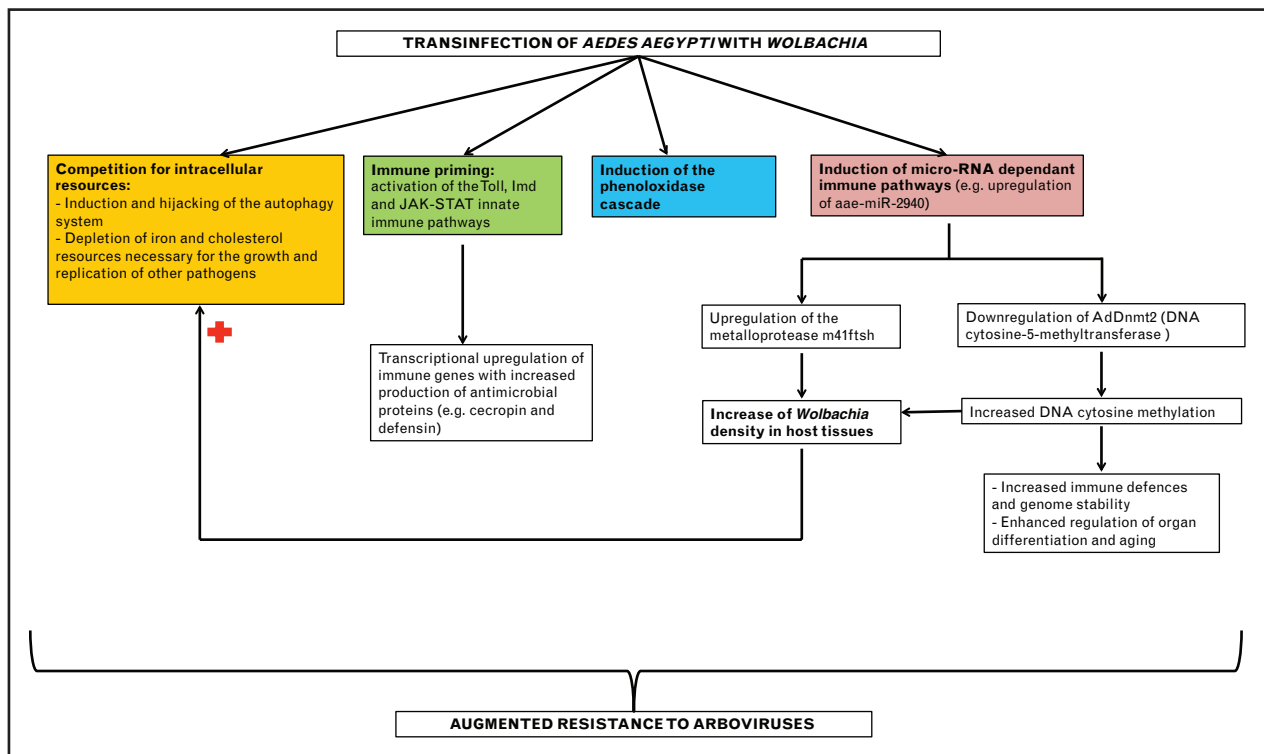 TRANSINFECTION OF AEDES AEGYPTI WITH WOLBACHIA
Competition for intracellular
resources:
- Induction and hijacking of the autophagy
system
- Depletion of iron and cholesterol
resources necessary for the growth and
replication of other pathogens
Immune priming:
activation of the Toll, Imd
and JAK-STAT innate
immune pathways
Induction of the
phenoloxidase
cascade
Induction of micro-RNA dependant
immune pathways (e.g. upregulation
of aae-miR-2940)
Transcriptional upregulation of
immune genes with increased
production of antimicrobial
proteins (e.g. cecropin and
defensin)
Upregulation of the
metalloprotease m41ftsh
Downregulation of AdDnmt2 (DNA
cytosine-5-methyltransferase )
Increase of Wolbachia
density in host tissues
Increased DNA cytosine methylation
- Increased immune defences
and genome stability
- Enhanced regulation of organ
differentiation and aging
AUGMENTED RESISTANCE TO ARBOVIRUSES